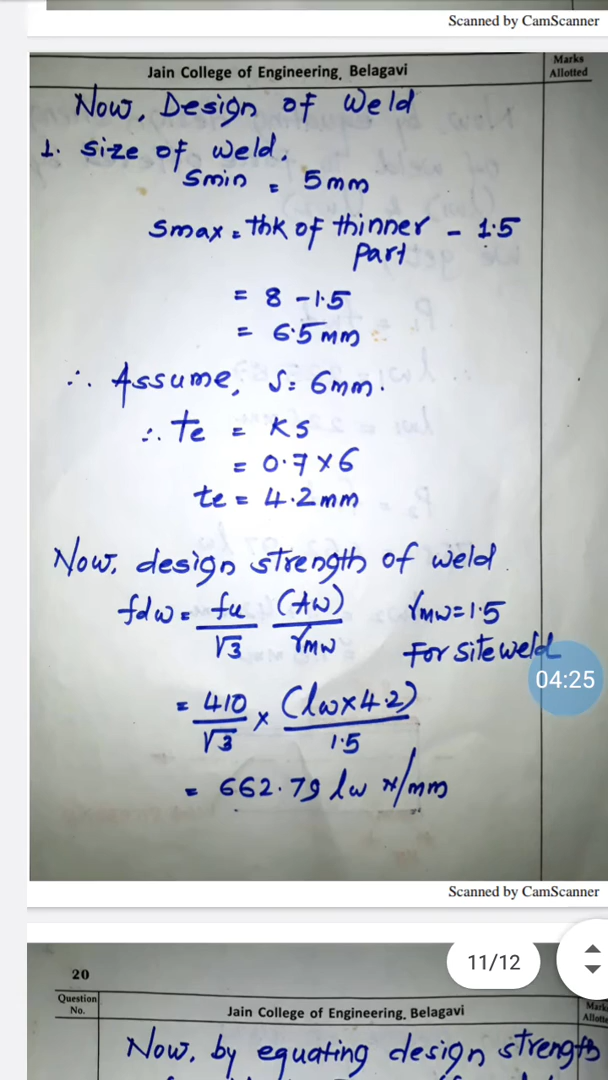 Scanned by CamScanner
Jain College of Engineering, Belagavi
Marks
Allotted
Now, Design of Weld
1. Size of weld.
Smin = 5mm
Smax = thk of thinner - 1.5
Part
= 8 - 1.5
= 6.5 mm
∴ Assume, S = 6mm.
∴ te = KS
= 0.7 × 6
te = 4.2mm
Now, design strength of weld.
fdw = fu/√3 (Aw)/γmw γmw = 1.5
For site weld
04:25
= 410/√3 × (lw×4.2)/1.5
= 662.79 lw N/mm
Scanned by CamScanner
11/12
20
Question
No.
Jain College of Engineering, Belagavi
Marks
Allotte
Now, by equating design strength